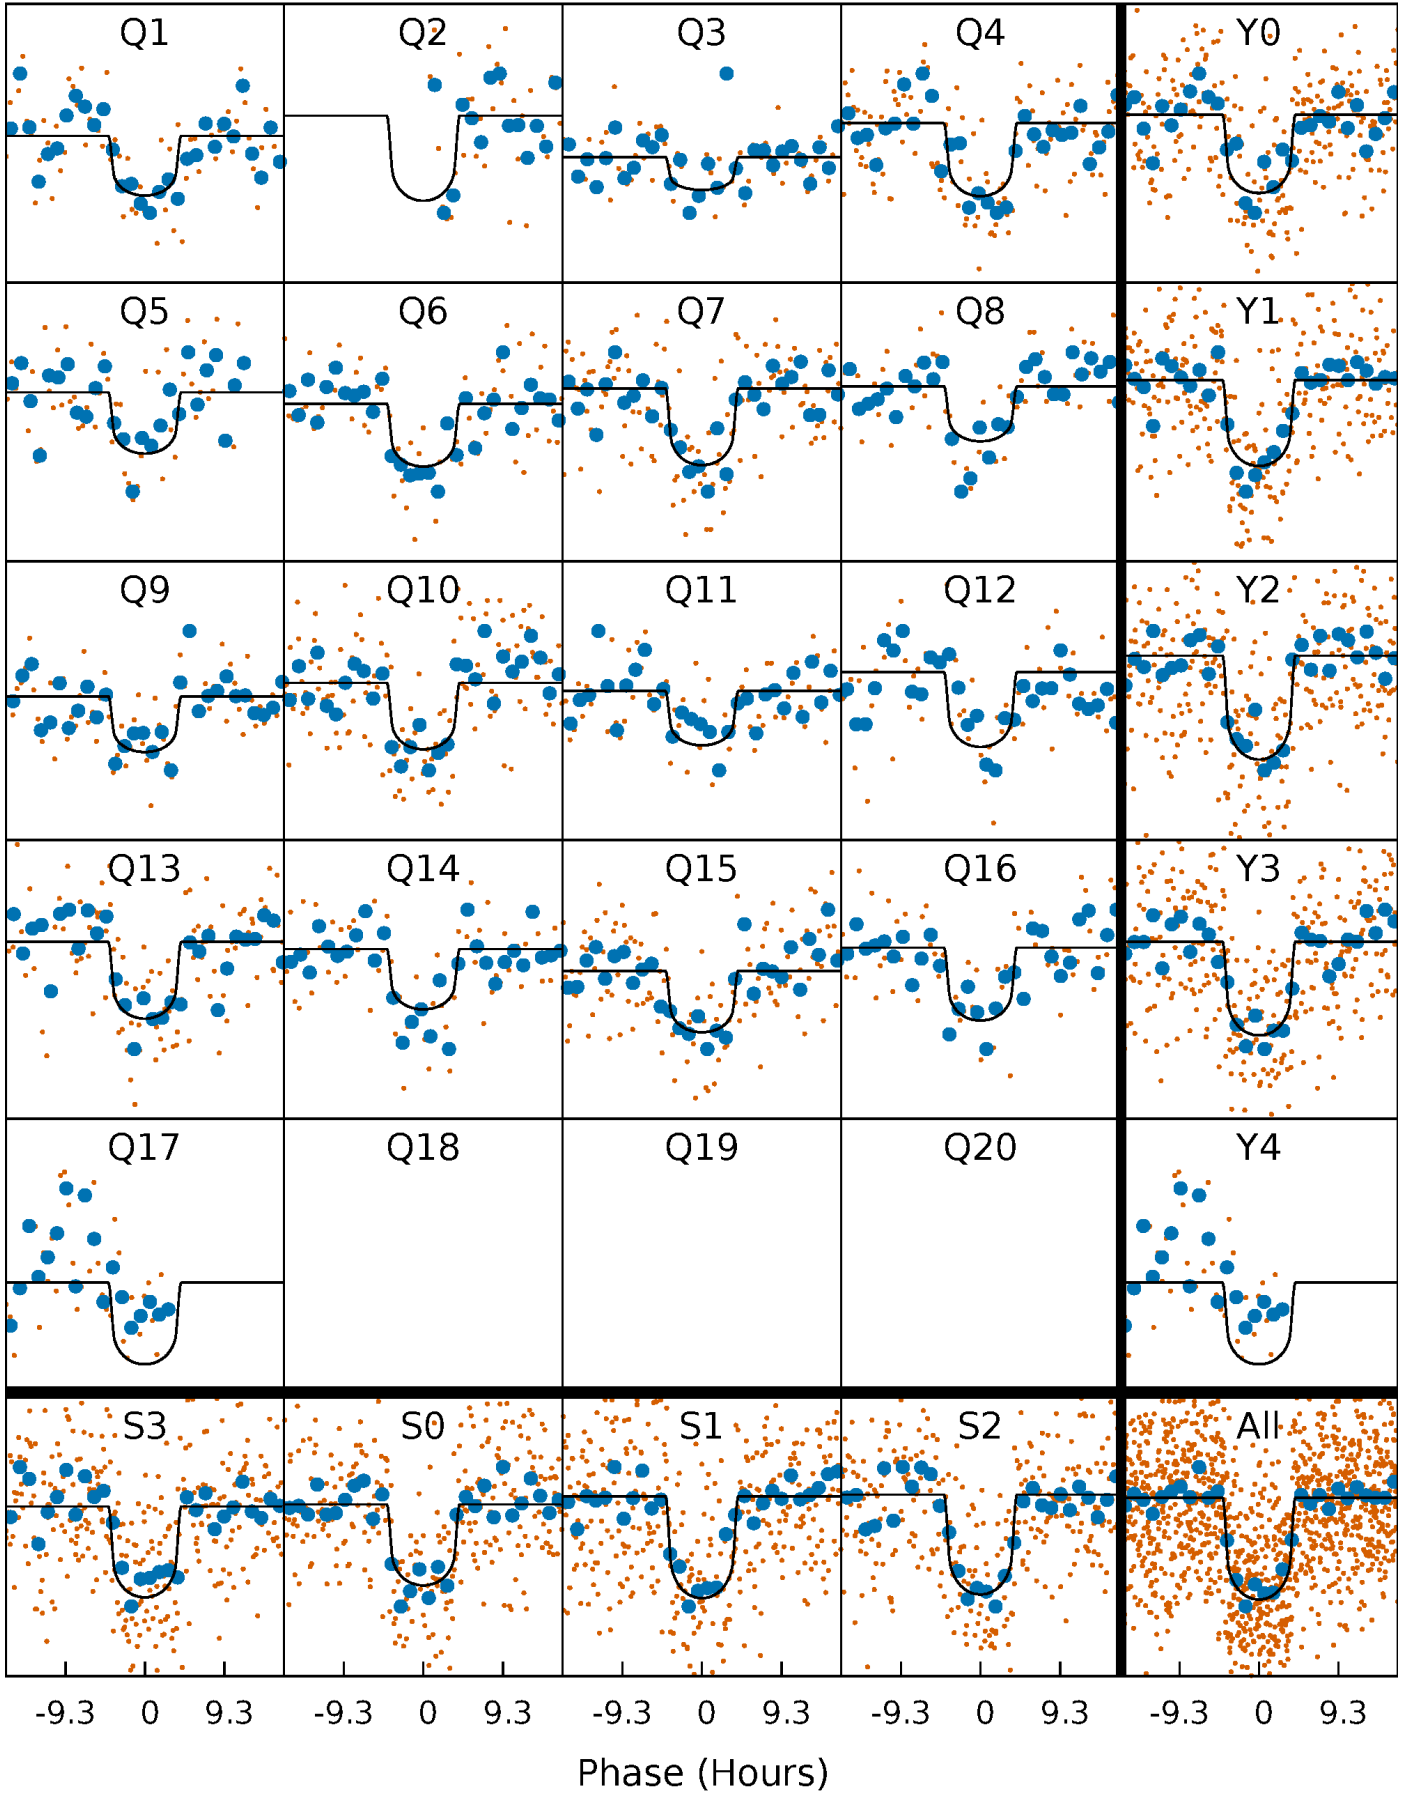 Q1 Q2 Q3 Q4 Y0
Q5 Q6 Q7 Q8 Y1
Q9 Q10 Q11 Q12 Y2
Q13 Q14 Q15 Q16 Y3
Q17 Q18 Q19 Q20 Y4
S3 S0 S1 S2 All
-9.3 0 9.3 -9.3 0 9.3 -9.3 0 9.3 -9.3 0 9.3 -9.3 0 9.3
Phase (Hours)